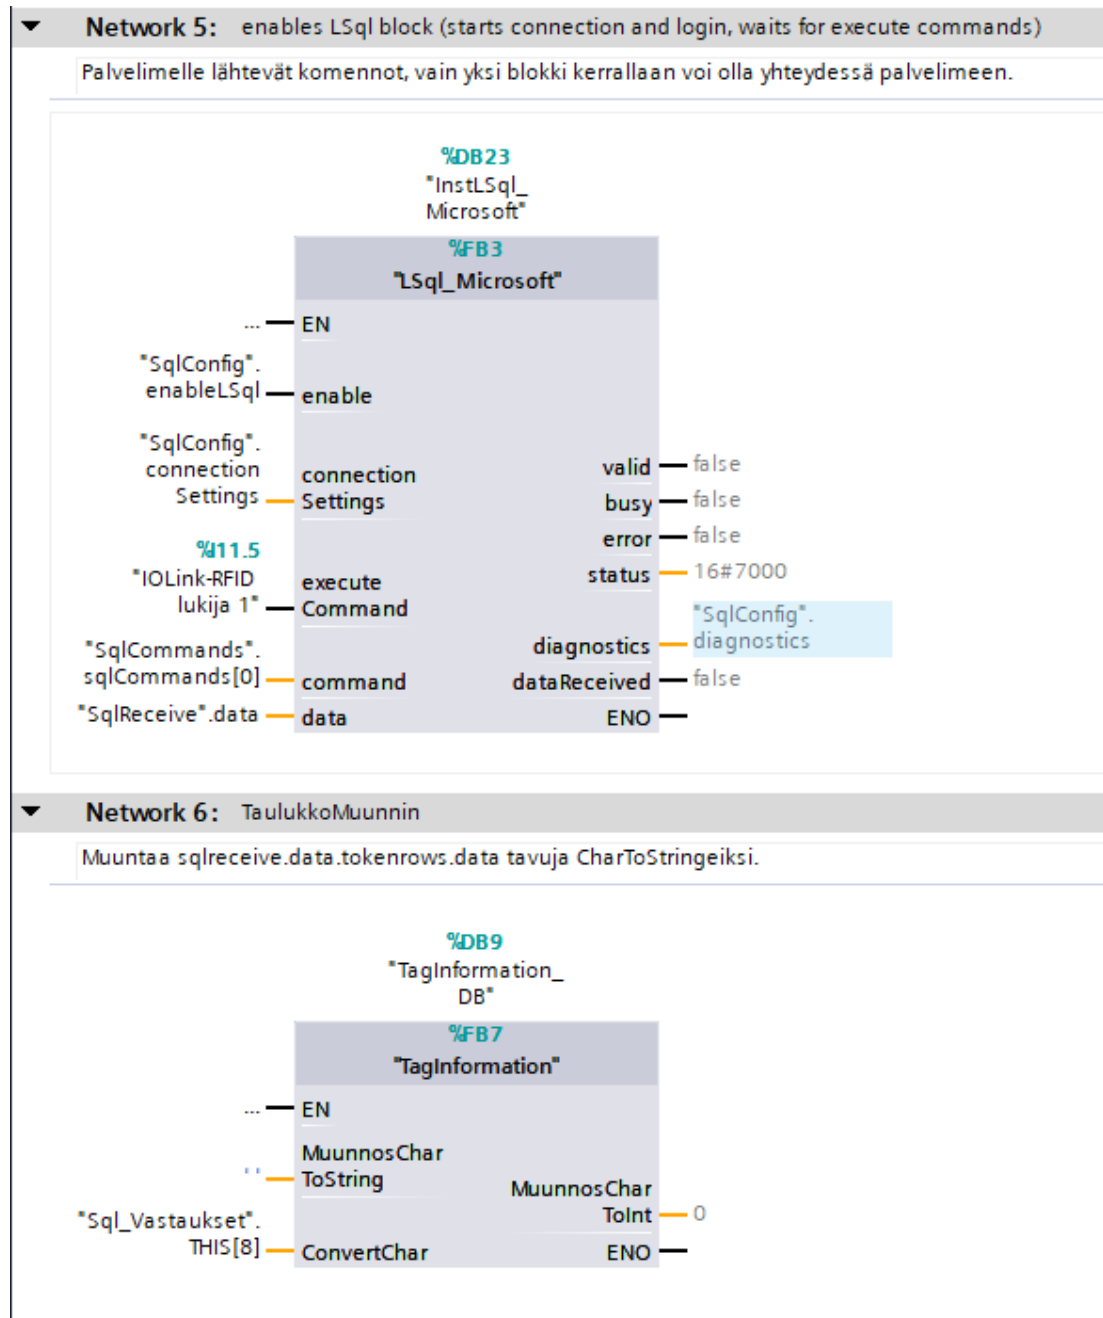 Network 5: enables LSql block (starts connection and login, waits for execute commands)
Palvelimelle lähtevät komennot, vain yksi blokki kerrallaan voi olla yhteydessä palvelimeen.
%DB23
"InstLSql_
Microsoft"
%FB3
"LSql_Microsoft"
... EN
"SqlConfig".
enableLSql enable
"SqlConfig".
connection
Settings
connection
Settings
valid false
busy false
error false
status 16#7000
%I11.5
"IOLink-RFID
lukija 1"
execute
Command
diagnostics
"SqlConfig".
diagnostics
"SqlCommands".
sqlCommands[0] command
dataReceived false
"SqlReceive".data data
ENO
Network 6: TaulukkoMuunnin
Muuntaa sqlreceive.data.tokenrows.data tavuja CharToStringeiksi.
%DB9
"TagInformation_
DB"
%FB7
"TagInformation"
... EN
' '
MuunnosChar
ToString
MuunnosChar
ToInt 0
"Sql_Vastaukset".
THIS[8] ConvertChar
ENO